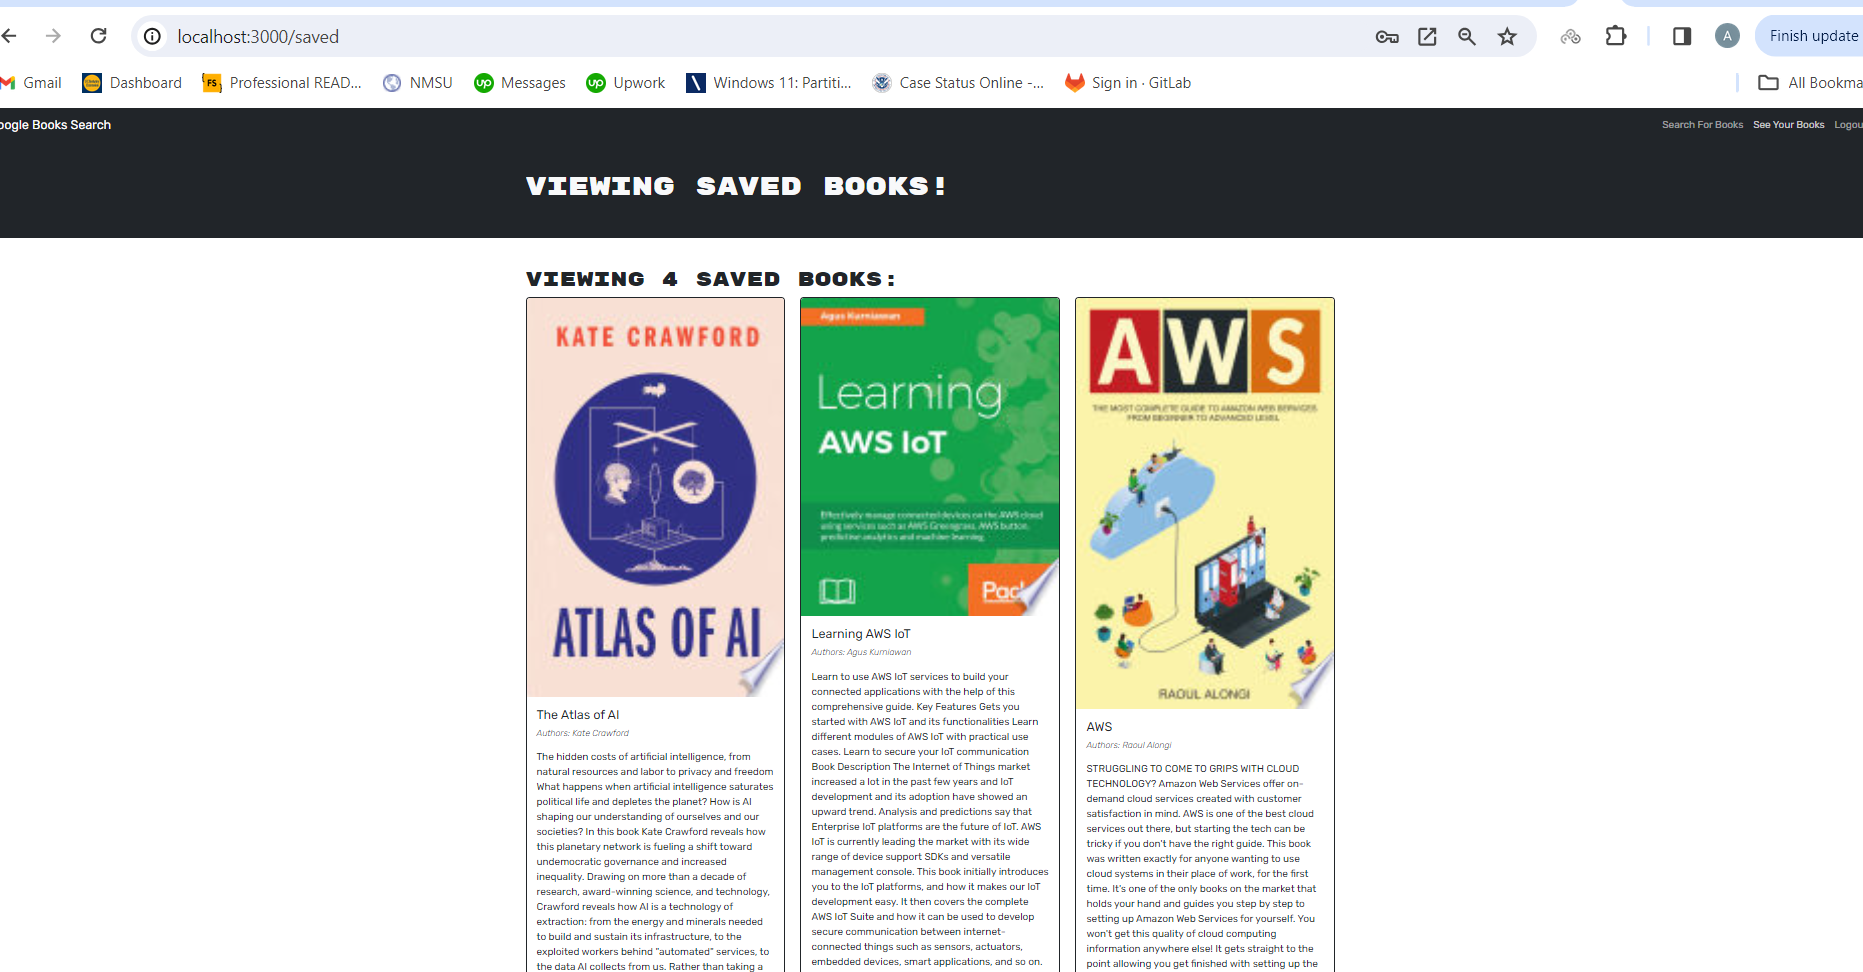 localhost:3000/saved
A
Finish update
Gmail
Dashboard
FS Professional READ...
NMSU
up Messages
up Upwork
Windows 11: Partiti...
Case Status Online -...
Sign in · GitLab
All Bookma
oogle Books Search
Search For Books
See Your Books
Logou
VIEWING SAVED BOOKS!
VIEWING 4 SAVED BOOKS:
KATE CRAWFORD
ATLAS OF AI
The Atlas of AI
Authors: Kate Crawford
The hidden costs of artificial intelligence, from
natural resources and labor to privacy and freedom
What happens when artificial intelligence saturates
political life and depletes the planet? How is AI
shaping our understanding of ourselves and our
societies? In this book Kate Crawford reveals how
this planetary network is fueling a shift toward
undemocratic governance and increased
inequality. Drawing on more than a decade of
research, award-winning science, and technology,
Crawford reveals how AI is a technology of
extraction: from the energy and minerals needed
to build and sustain its infrastructure, to the
exploited workers behind "automated" services, to
the data AI collects from us. Rather than taking a
Agus Kurniawan
Learning
AWS IoT
Effectively manage connected devices on the AWS cloud
using services such as AWS Greengrass, AWS button,
predictive analytics and machine learning.
Pack
Learning AWS IoT
Authors: Agus Kurniawan
Learn to use AWS IoT services to build your
connected applications with the help of this
comprehensive guide. Key Features Gets you
started with AWS IoT and its functionalities Learn
different modules of AWS IoT with practical use
cases. Learn to secure your IoT communication
Book Description The Internet of Things market
increased a lot in the past few years and IoT
development and its adoption have showed an
upward trend. Analysis and predictions say that
Enterprise IoT platforms are the future of IoT. AWS
IoT is currently leading the market with its wide
range of device support SDKs and versatile
management console. This book initially introduces
you to the IoT platforms, and how it makes our IoT
development easy. It then covers the complete
AWS IoT Suite and how it can be used to develop
secure communication between internet-
connected things such as sensors, actuators,
embedded devices, smart applications, and so on.
AWS
THE MOST COMPLETE GUIDE TO AMAZON WEB SERVICES
FROM BEGINNER TO ADVANCED LEVEL
RAOUL ALONGI
AWS
Authors: Raoul Alongi
STRUGGLING TO COME TO GRIPS WITH CLOUD
TECHNOLOGY? Amazon Web Services offer on-
demand cloud services created with customer
satisfaction in mind. AWS is one of the best cloud
services out there, but starting the tech can be
tricky if you don't have the right guide. This book
was written exactly for anyone wanting to use
cloud systems in their place of work, for the first
time. It's one of the only books on the market that
holds your hand and guides you step by step to
setting up Amazon Web Services for yourself. You
won't get this quality of cloud computing
information anywhere else! It gets straight to the
point allowing you get finished with setting up the